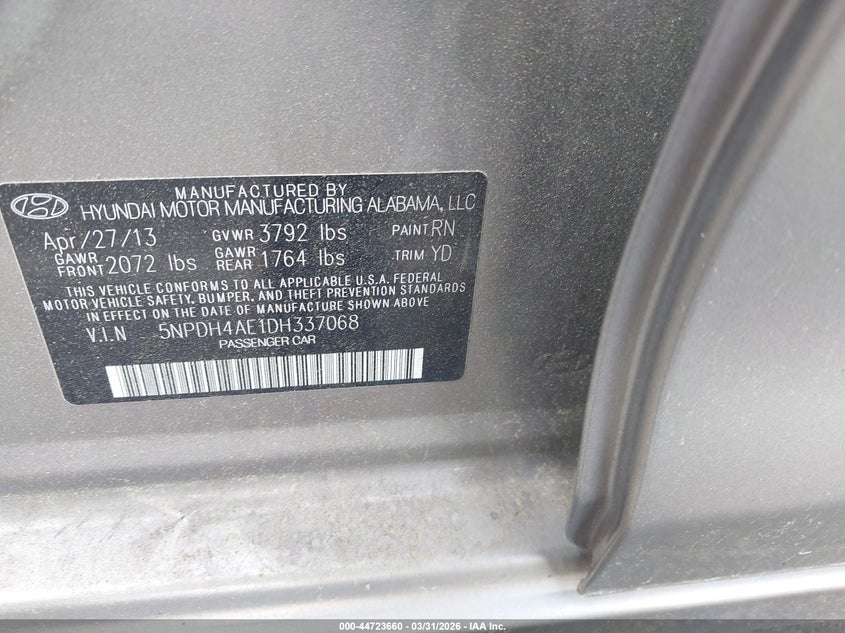 MANUFACTURED BY
HYUNDAI MOTOR MANUFACTURING ALABAMA, LLC
Apr/27/13 GVWR 3792 lbs PAINT RN
GAWR FRONT 2072 lbs GAWR REAR 1764 lbs TRIM YD
THIS VEHICLE CONFORMS TO ALL APPLICABLE U.S.A. FEDERAL
MOTOR VEHICLE SAFETY, BUMPER, AND THEFT PREVENTION STANDARDS
IN EFFECT ON THE DATE OF MANUFACTURE SHOWN ABOVE
V.I.N 5NPDH4AE1DH337068
PASSENGER CAR
000-44723660 - 03/31/2026 - IAA Inc.